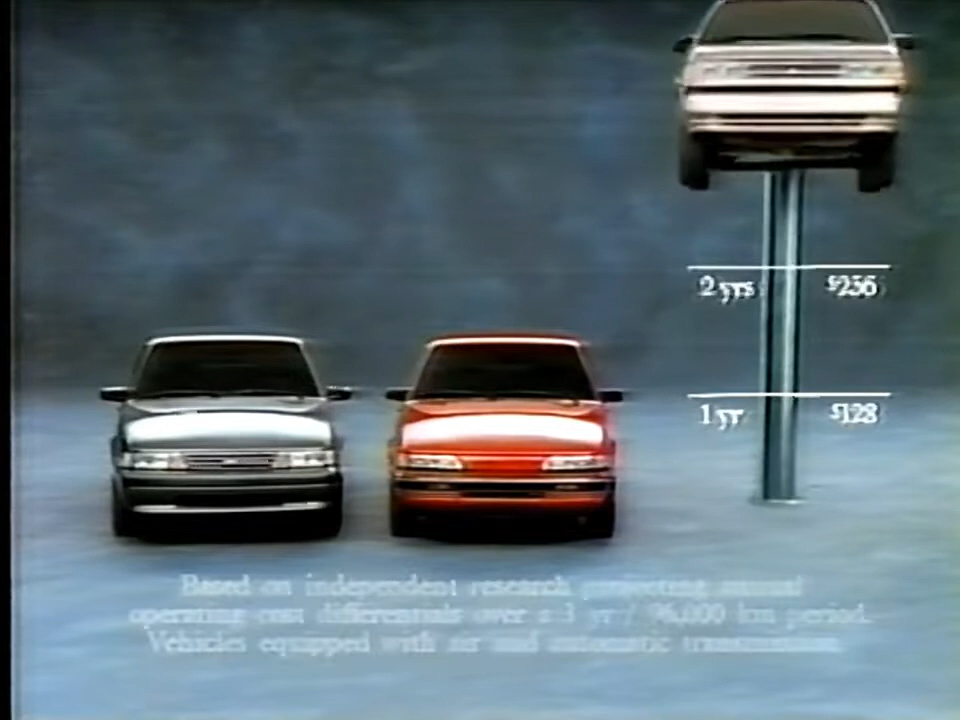 2 yrs $256
1 yr. $128
Based on independent research projecting annual
operating cost differentials over a 3 yr / 96,000 km period.
Vehicles equipped with air and automatic transmission.